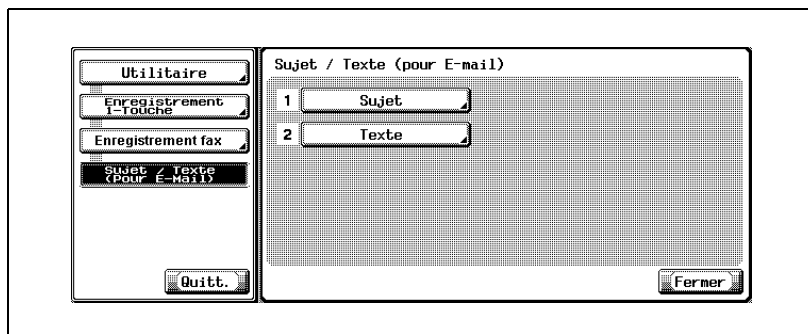 Utilitaire
Enregistrement
1-Touche
Enregistrement fax
Sujet / Texte
(Pour E-Mail)
Quitt.
Sujet / Texte (pour E-mail)
1 Sujet
2 Texte
Fermer